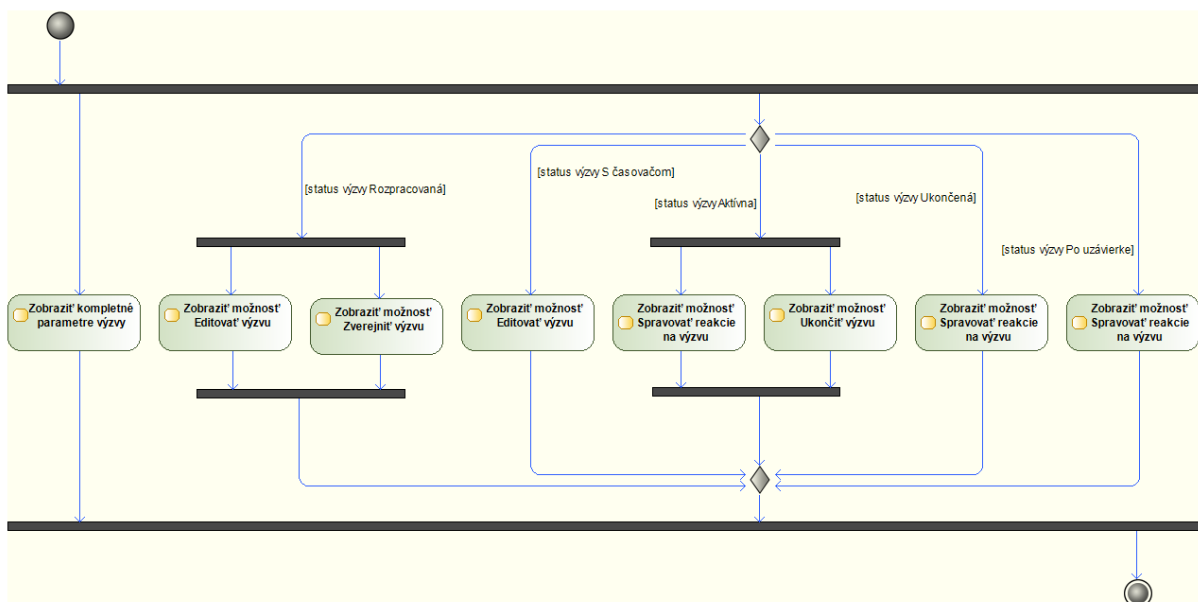 [status výzvy Rozpracovaná]
[status výzvy S časovačom]
[status výzvy Aktívna]
[status výzvy Ukončená]
[status výzvy Po uzávierke]
Zobraziť kompletné
parametre výzvy
Zobraziť možnosť
Editovať výzvu
Zobraziť možnosť
Zverejniť výzvu
Zobraziť možnosť
Editovať výzvu
Zobraziť možnosť
Spravovať reakcie
na výzvu
Zobraziť možnosť
Ukončiť výzvu
Zobraziť možnosť
Spravovať reakcie
na výzvu
Zobraziť možnosť
Spravovať reakcie
na výzvu